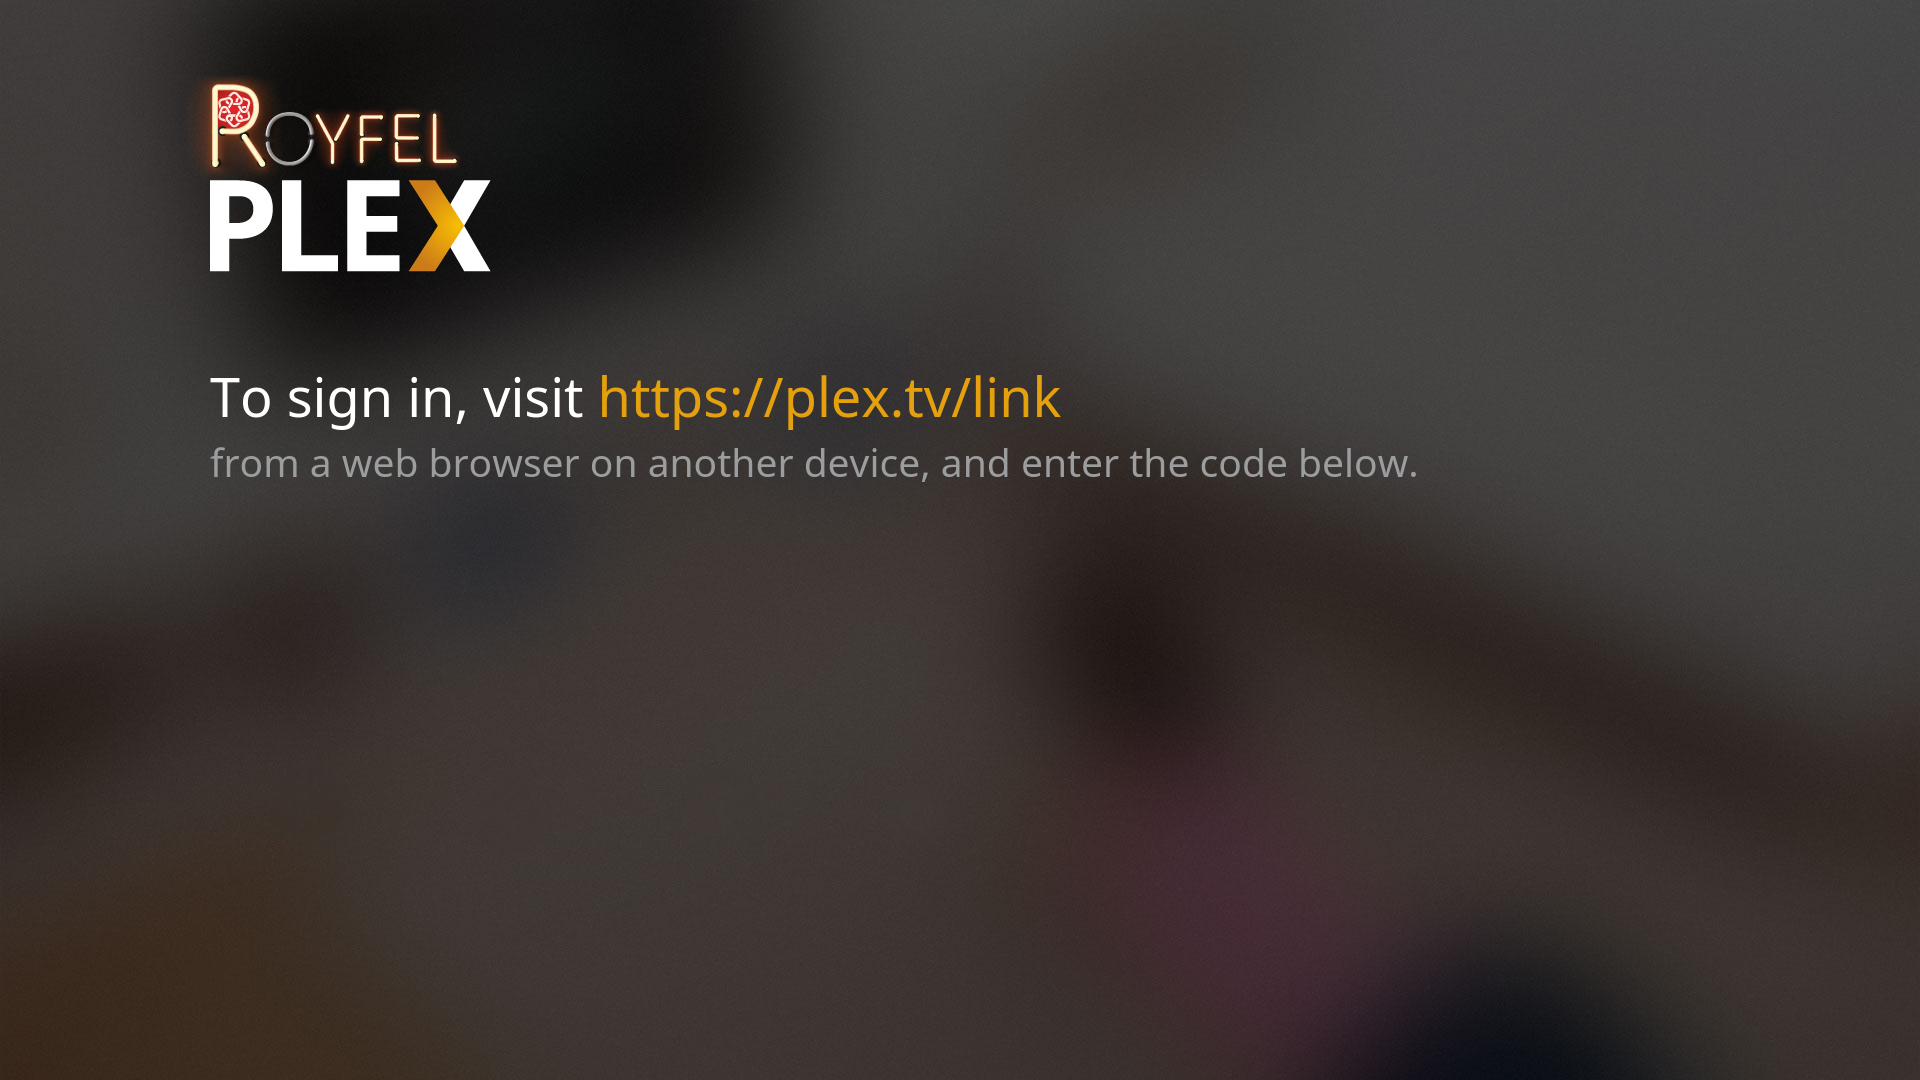 ROYFEL
PLEX
To sign in, visit https://plex.tv/link
from a web browser on another device, and enter the code below.